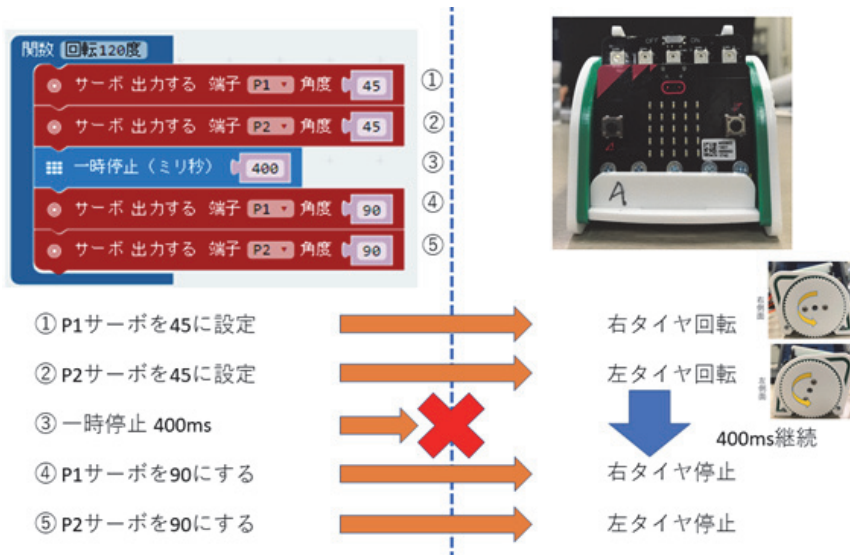 関数 回転120度
サーボ 出力する 端子 P1 角度 45 ①
サーボ 出力する 端子 P2 角度 45 ②
一時停止（ミリ秒） 400 ③
サーボ 出力する 端子 P1 角度 90 ④
サーボ 出力する 端子 P2 角度 90 ⑤
OFF ON
A
①P1サーボを45に設定
右タイヤ回転
右側面
②P2サーボを45に設定
左タイヤ回転
左側面
③一時停止 400ms
400ms継続
④P1サーボを90にする
右タイヤ停止
⑤P2サーボを90にする
左タイヤ停止